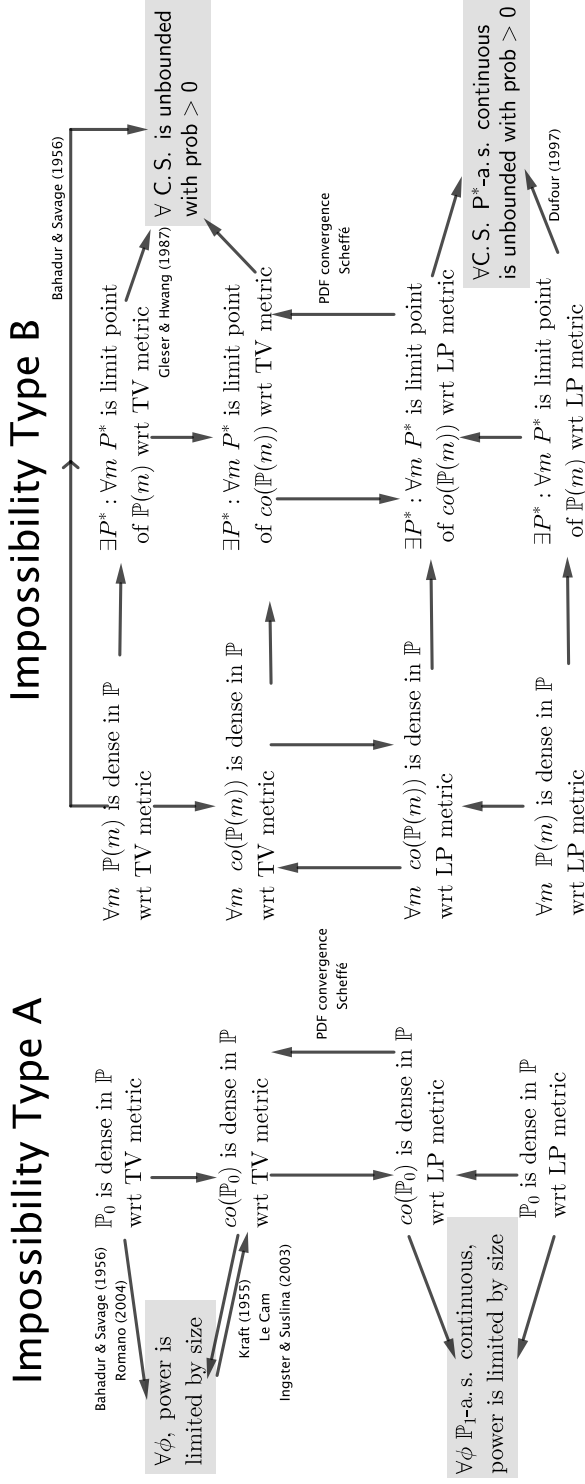 Impossibility Type A
Bahadur & Savage (1956)
Romano (2004)
ℙ₀ is dense in ℙ
wrt TV metric
∀ϕ, power is
limited by size
co(ℙ₀) is dense in ℙ
wrt TV metric
Kraft (1955)
Le Cam
Ingster & Suslina (2003)
PDF convergence
Scheffé
co(ℙ₀) is dense in ℙ
wrt LP metric
∀ϕ ℙ₁-a.s. continuous,
power is limited by size
ℙ₀ is dense in ℙ
wrt LP metric
Impossibility Type B
Bahadur & Savage (1956)
∀m ℙ(m) is dense in ℙ
wrt TV metric
∃P* : ∀m P* is limit point
of ℙ(m) wrt TV metric
Gleser & Hwang (1987)
∀ C.S. is unbounded
with prob > 0
∀m co(ℙ(m)) is dense in ℙ
wrt TV metric
∃P* : ∀m P* is limit point
of co(ℙ(m)) wrt TV metric
PDF convergence
Scheffé
∀m co(ℙ(m)) is dense in ℙ
wrt LP metric
∃P* : ∀m P* is limit point
of co(ℙ(m)) wrt LP metric
∀C.S. P*-a.s. continuous
is unbounded with prob > 0
∀m ℙ(m) is dense in ℙ
wrt LP metric
∃P* : ∀m P* is limit point
of ℙ(m) wrt LP metric
Dufour (1997)